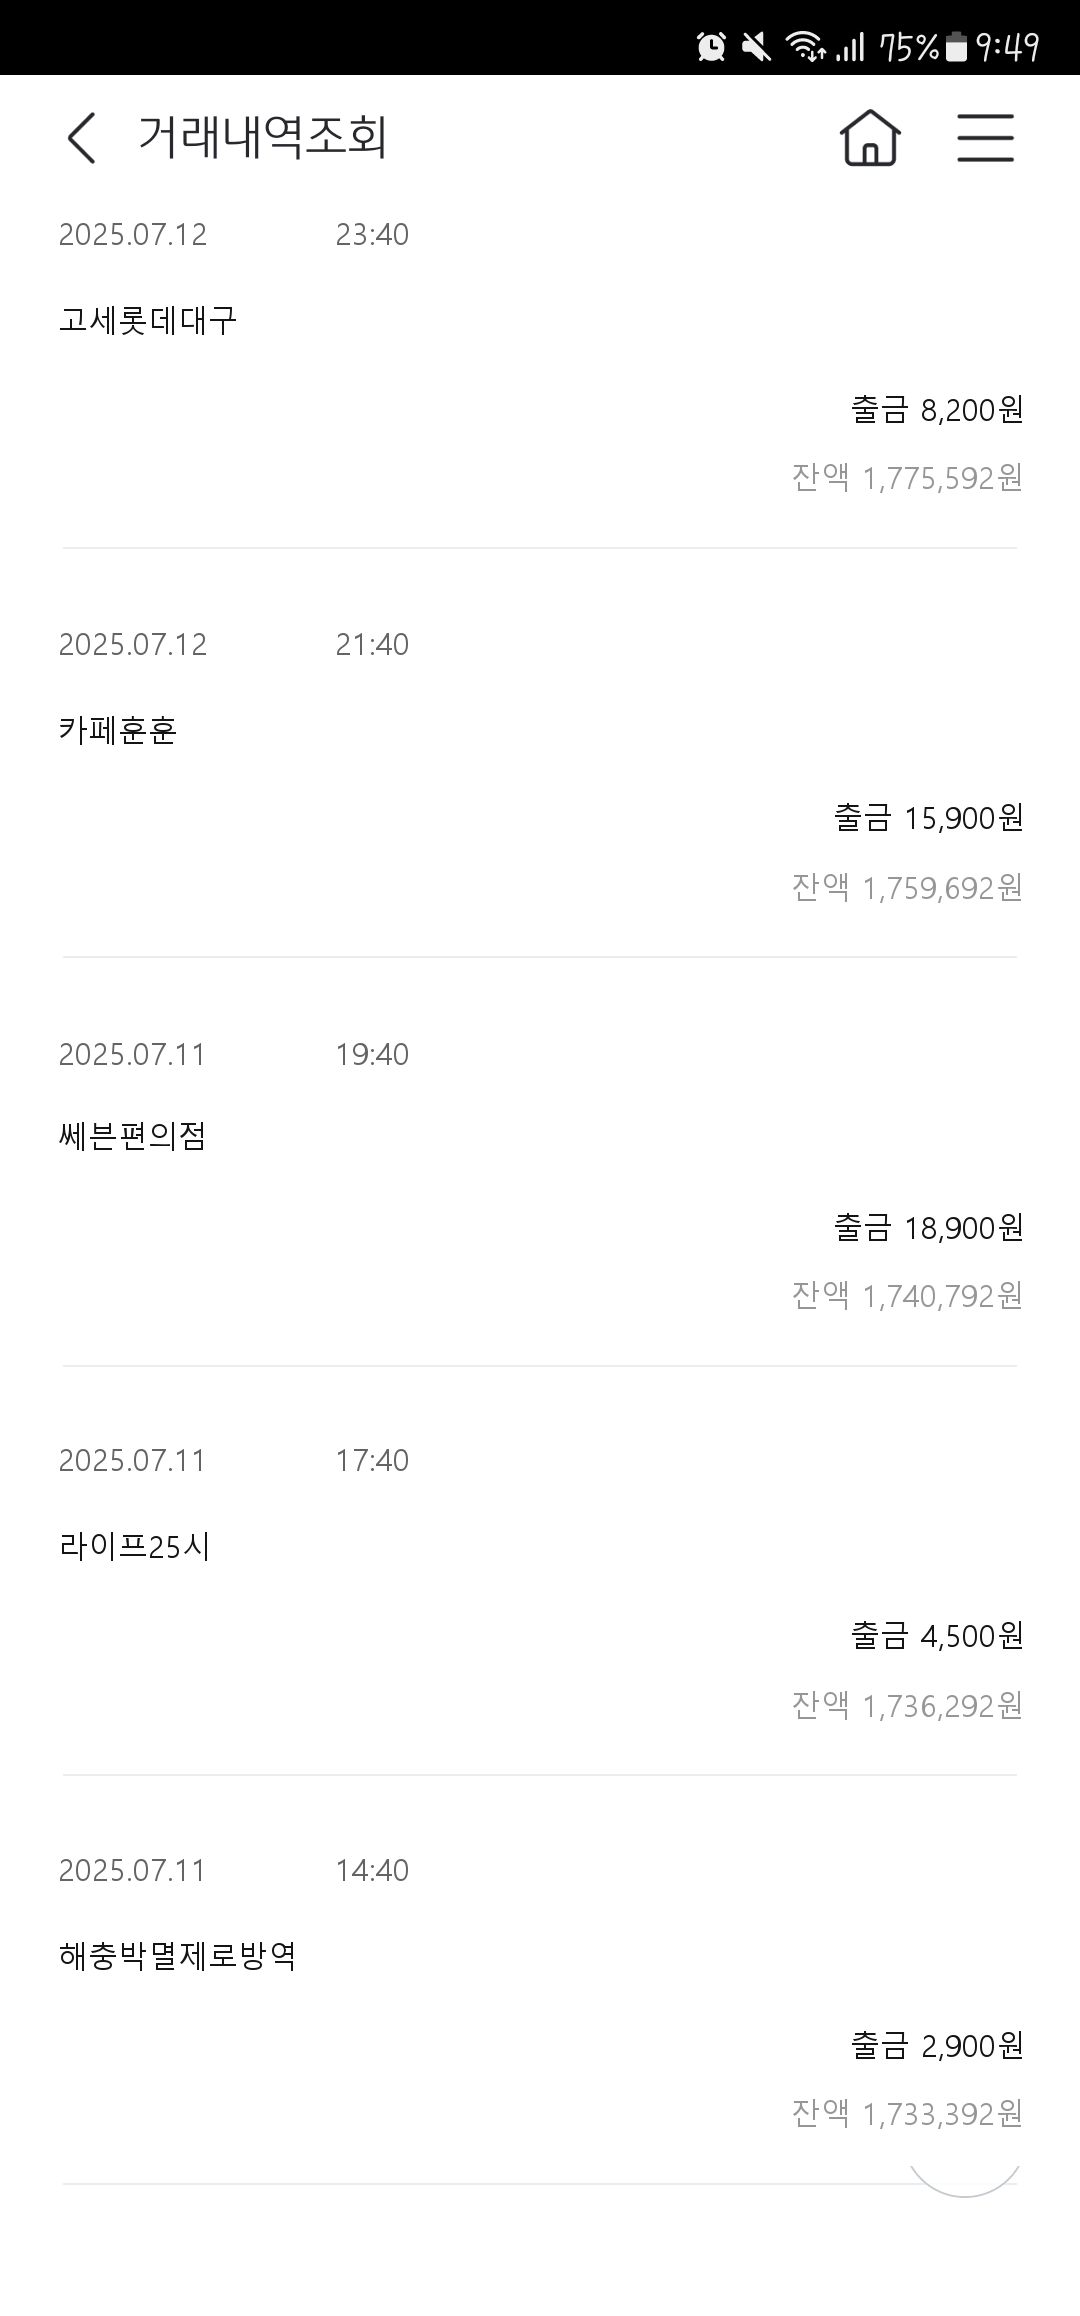 75% 9:49
거래내역조회
2025.07.12 23:40
고세롯데대구
출금 8,200원
잔액 1,775,592원
2025.07.12 21:40
카페훈훈
출금 15,900원
잔액 1,759,692원
2025.07.11 19:40
쎄븐편의점
출금 18,900원
잔액 1,740,792원
2025.07.11 17:40
라이프25시
출금 4,500원
잔액 1,736,292원
2025.07.11 14:40
해충박멸제로방역
출금 2,900원
잔액 1,733,392원